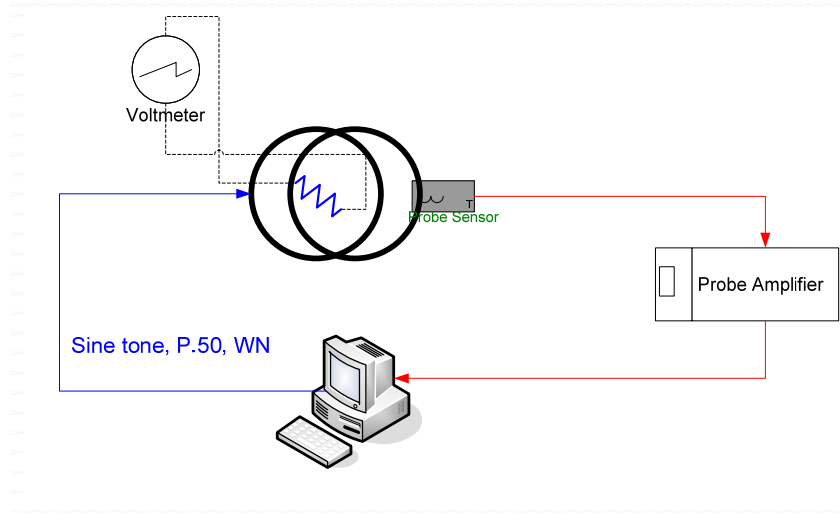 Voltmeter
T
Probe Sensor
Probe Amplifier
Sine tone, P.50, WN